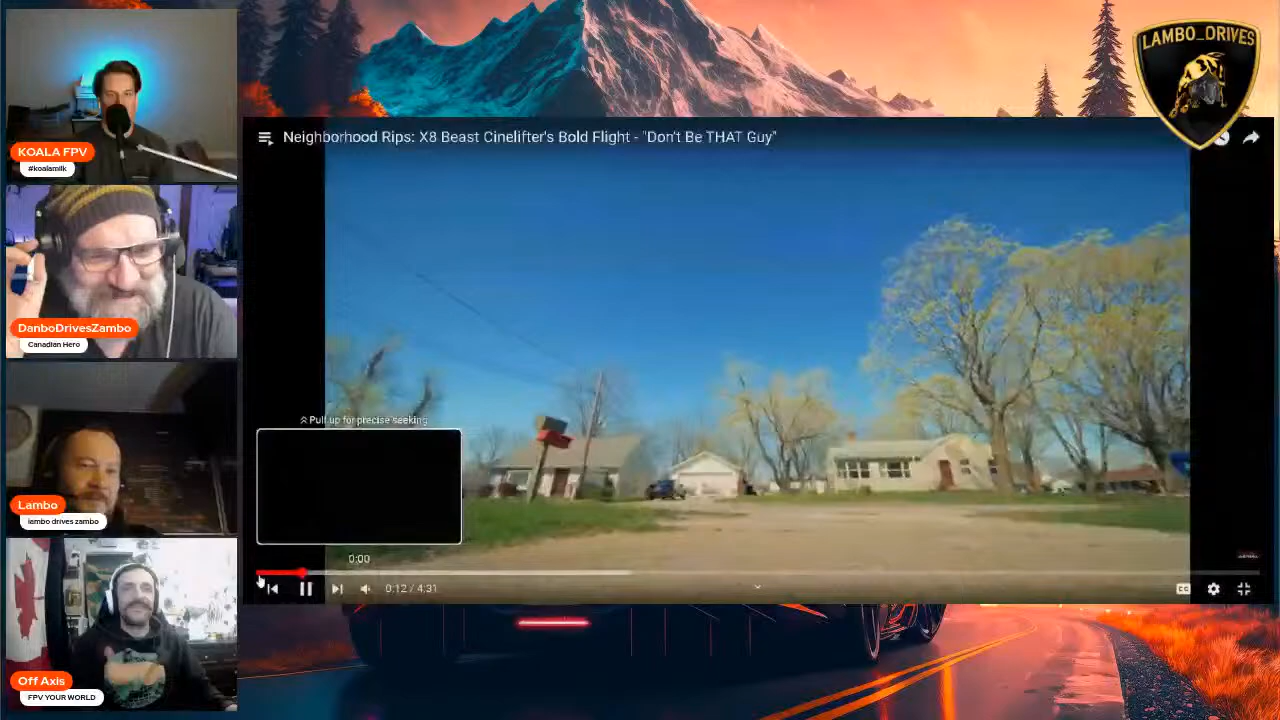 LAMBO_DRIVES
Neighborhood Rips: X8 Beast Cinelifter's Bold Flight - "Don't Be THAT Guy"
KOALA FPV
#koalamilk
DanboDrivesZambo
Canadian Hero
Pull up for precise seeking
Lambo
lambo drives zambo
0:00
0:12 / 4:31
CC
Off Axis
FPV YOUR WORLD